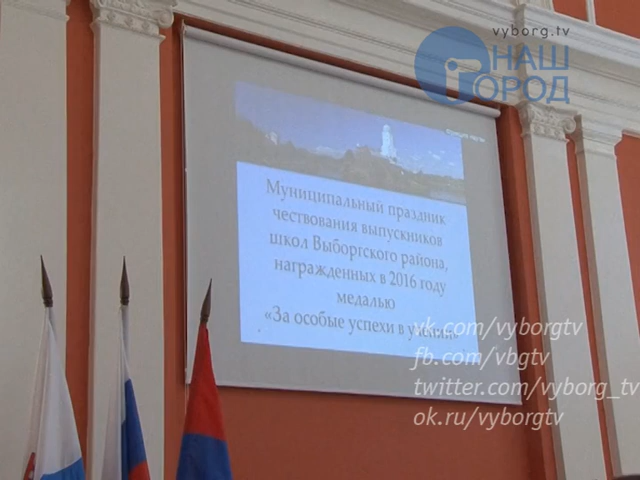 vyborg.tv
НАШ
ГОРОД
Муниципальный праздник
чествования выпускников
школ Выборгского района,
награжденных в 2016 году
медалью
«За особые успехи в учении»
vk.com/vyborgtv
fb.com/vbgtv
twitter.com/vyborg_tv
ok.ru/vyborgtv